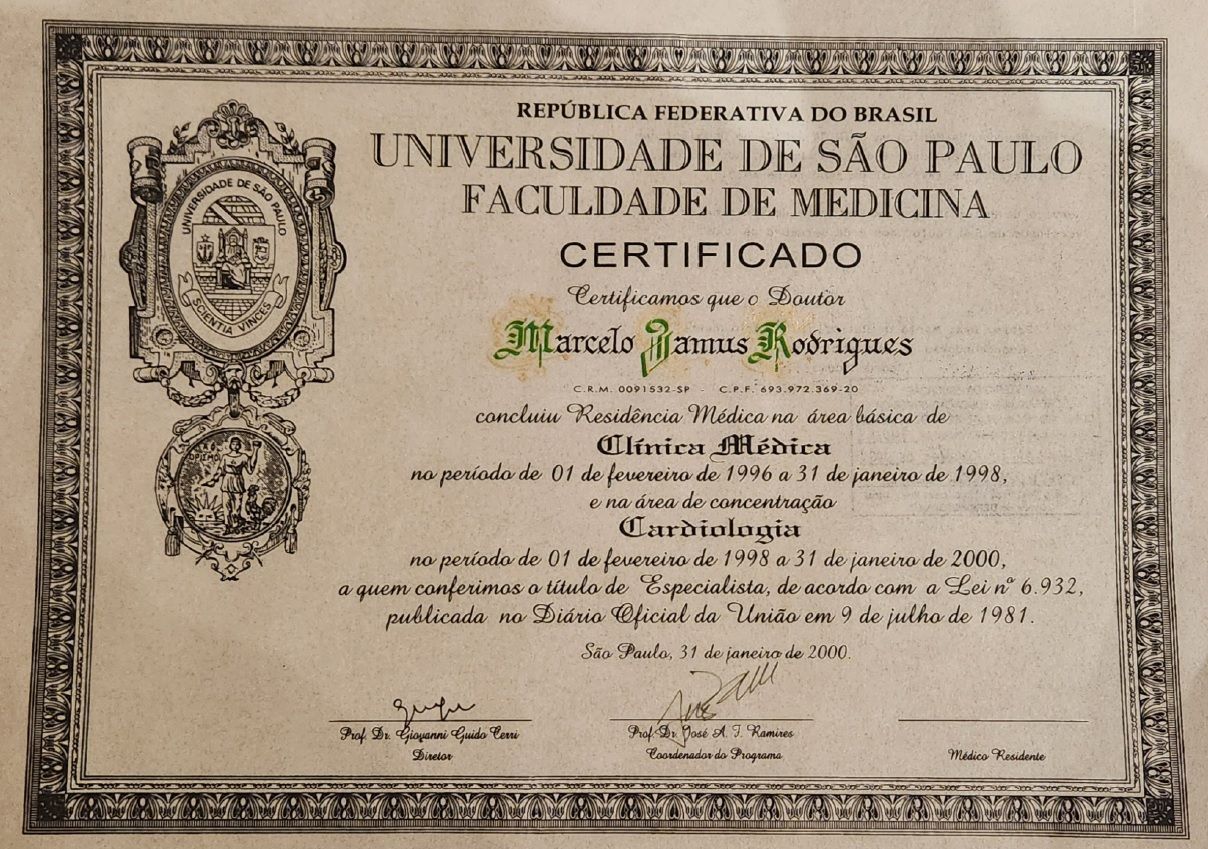 REPÚBLICA FEDERATIVA DO BRASIL
UNIVERSIDADE DE SÃO PAULO
FACULDADE DE MEDICINA
CERTIFICADO
Certificamos que o Doutor
Marcelo Jamus Rodrigues
C.R.M. 0091532-SP - C.P.F. 693.972.369-20
concluiu Residência Médica na área básica de
Clínica Médica
no período de 01 de fevereiro de 1996 a 31 de janeiro de 1998,
e na área de concentração
Cardiologia
no período de 01 de fevereiro de 1998 a 31 de janeiro de 2000,
a quem conferimos o título de Especialista, de acordo com a Lei nº 6.932,
publicada no Diário Oficial da União em 9 de julho de 1981.
São Paulo, 31 de janeiro de 2000.
Prof. Dr. Giovanni Guido Cerri
Diretor
Prof. Dr. José A. F. Ramires
Coordenador do Programa
Médico Residente
UNIVERSIDADE DE SÃO PAULO
SCIENTIA VINCES